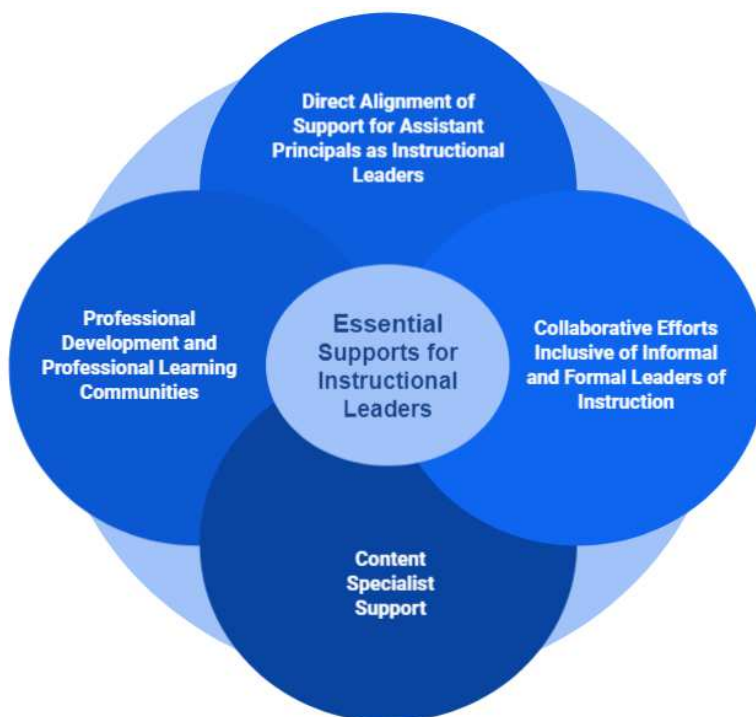 Direct Alignment of
Support for Assistant
Principals as Instructional
Leaders
Professional
Development and
Professional Learning
Communities
Essential
Supports for
Instructional
Leaders
Collaborative Efforts
Inclusive of Informal
and Formal Leaders of
Instruction
Content
Specialist
Support